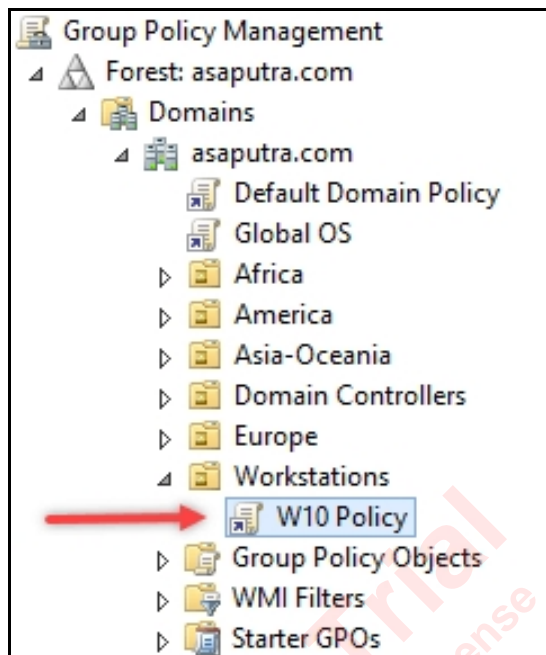 Group Policy Management
Forest: asaputra.com
Domains
asaputra.com
Default Domain Policy
Global OS
Africa
America
Asia-Oceania
Domain Controllers
Europe
Workstations
W10 Policy
Group Policy Objects
WMI Filters
Starter GPOs
Trial